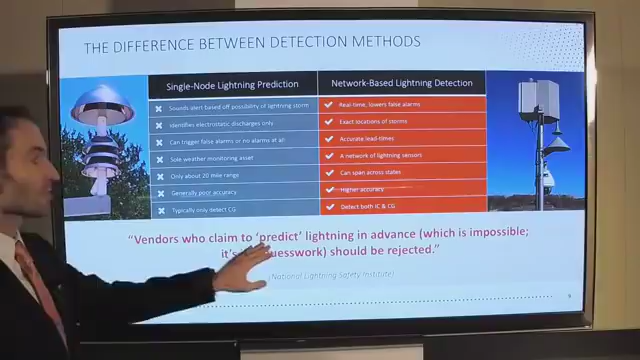 THE DIFFERENCE BETWEEN DETECTION METHODS
Single-Node Lightning Prediction
Network-Based Lightning Detection
Sounds alert based off possibility of lightning storm
Real-time, lowers false alarms
Identifies electrostatic discharges only
Exact locations of storms
Can trigger false alarms or no alarms at all
Accurate lead-times
Sole weather monitoring asset
A network of lightning sensors
Only about 20 mile range
Can span across states
Generally poor accuracy
Higher accuracy
Typically only detect CG
Detect both IC & CG
"Vendors who claim to 'predict' lightning in advance (which is impossible;
guesswork) should be rejected."
(National Lightning Safety Institute)
9